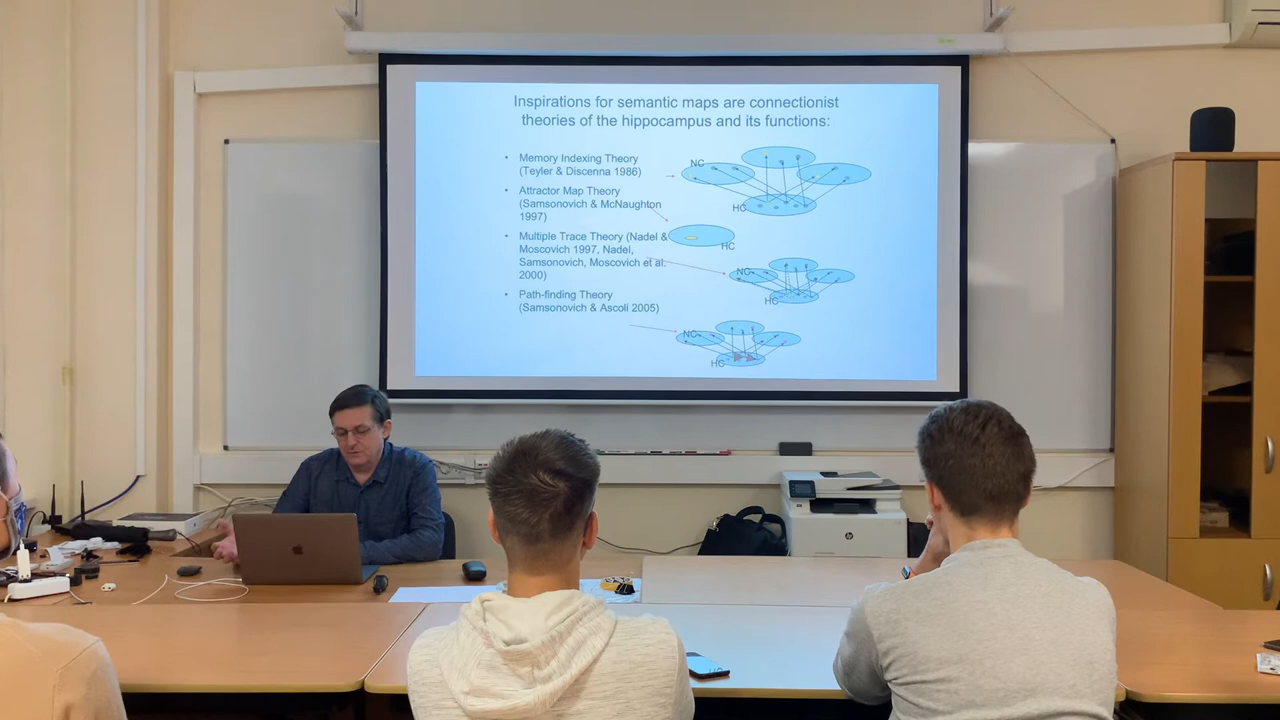 Inspirations for semantic maps are connectionist
theories of the hippocampus and its functions:
• Memory Indexing Theory
(Teyler & Discenna 1986)
• Attractor Map Theory
(Samsonovich & McNaughton
1997)
• Multiple Trace Theory (Nadel &
Moscovich 1997, Nadel,
Samsonovich, Moscovich et al.
2000)
• Path-finding Theory
(Samsonovich & Ascoli 2005)
NC
HC
HC
NC
HC
NC
HC
hp